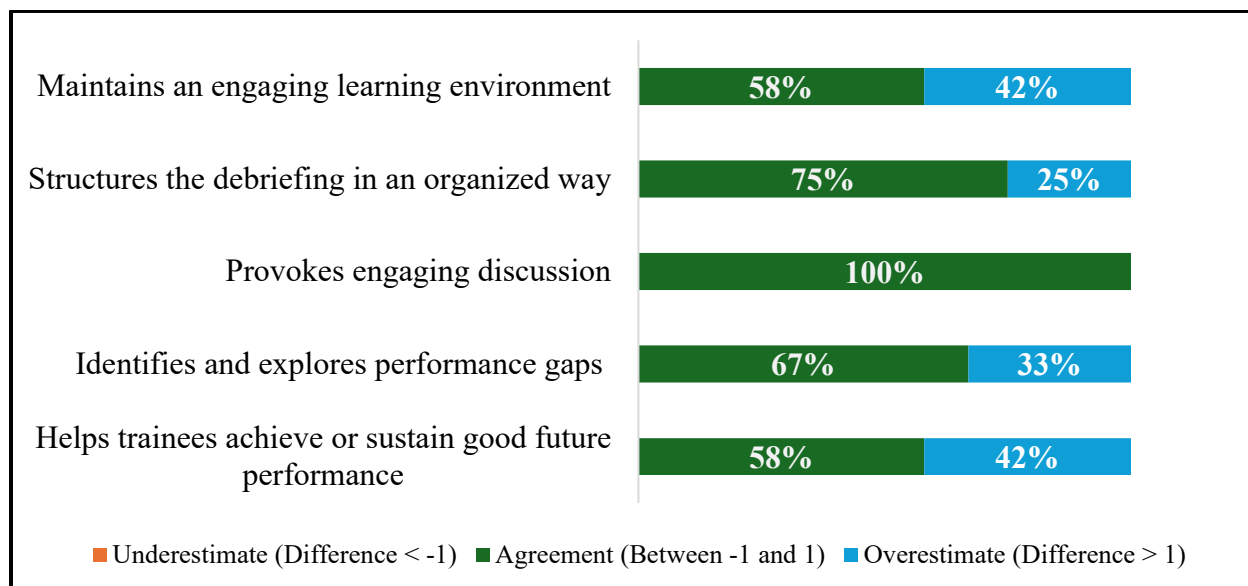 Maintains an engaging learning environment
58% 42%
Structures the debriefing in an organized way
75% 25%
Provokes engaging discussion
100%
Identifies and explores performance gaps
67% 33%
Helps trainees achieve or sustain good future
performance
58% 42%
Underestimate (Difference < -1) Agreement (Between -1 and 1) Overestimate (Difference > 1)